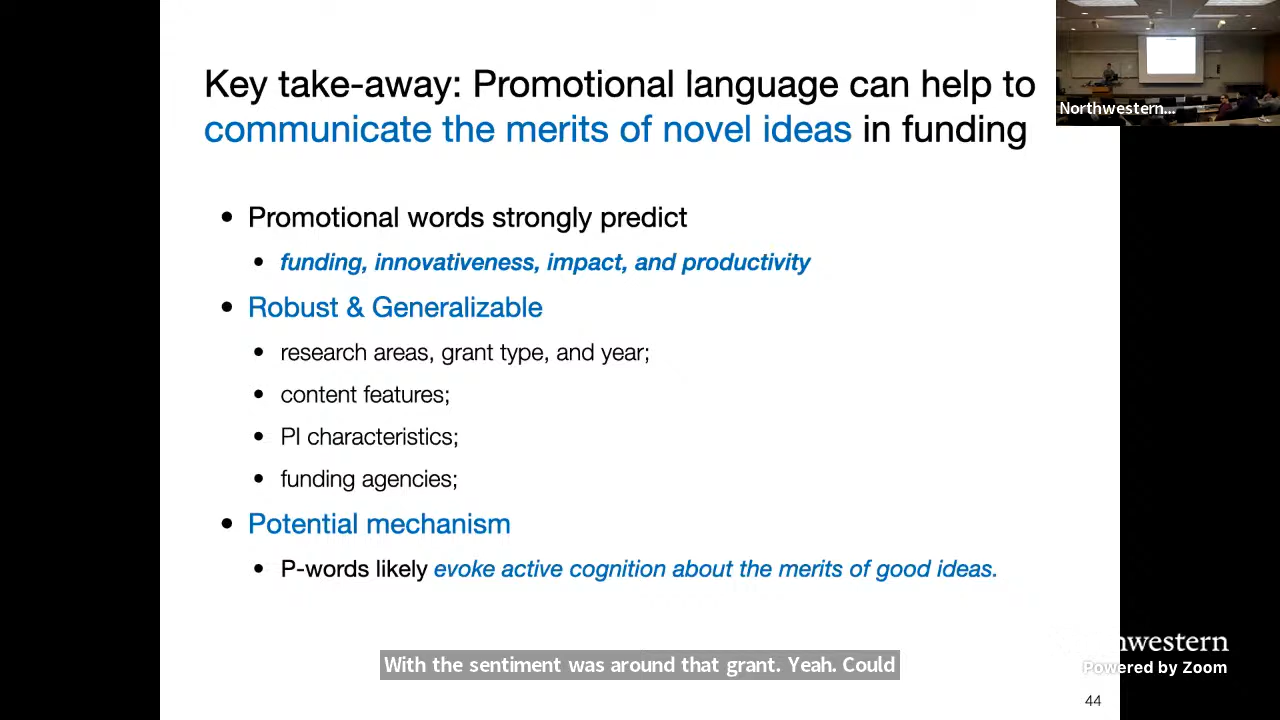 Key take-away: Promotional language can help to
communicate the merits of novel ideas in funding
Northwestern...
• Promotional words strongly predict
• funding, innovativeness, impact, and productivity
• Robust & Generalizable
• research areas, grant type, and year;
• content features;
• PI characteristics;
• funding agencies;
• Potential mechanism
• P-words likely evoke active cognition about the merits of good ideas.
With the sentiment was around that grant. Yeah. Could
hwestern
Powered by Zoom
44